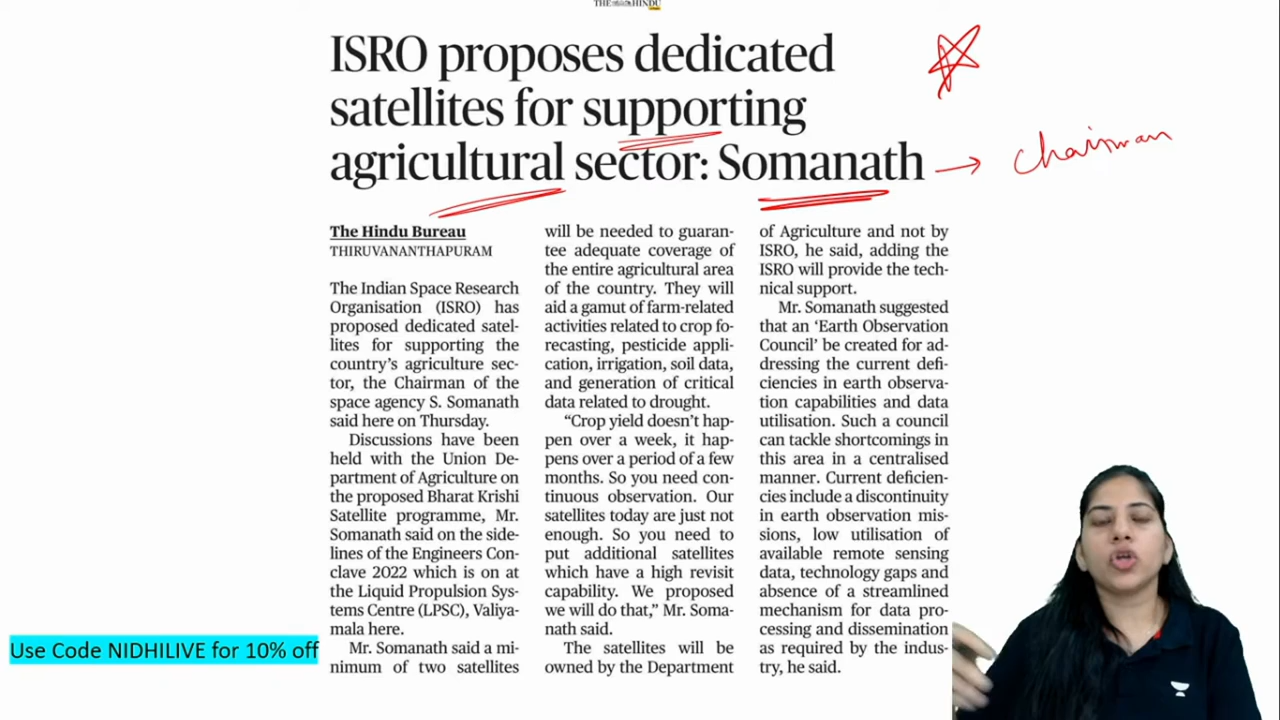 THE HINDU
ISRO proposes dedicated
satellites for supporting
agricultural sector: Somanath → chairman
The Hindu Bureau
THIRUVANANTHAPURAM
The Indian Space Research
Organisation (ISRO) has
proposed dedicated satel-
lites for supporting the
country's agriculture sec-
tor, the Chairman of the
space agency S. Somanath
said here on Thursday.
Discussions have been
held with the Union De-
partment of Agriculture on
the proposed Bharat Krishi
Satellite programme, Mr.
Somanath said on the side-
lines of the Engineers Con-
clave 2022 which is on at
the Liquid Propulsion Sys-
tems Centre (LPSC), Valiya-
mala here.
Mr. Somanath said a mi-
nimum of two satellites
will be needed to guaran-
tee adequate coverage of
the entire agricultural area
of the country. They will
aid a gamut of farm-related
activities related to crop fo-
recasting, pesticide appli-
cation, irrigation, soil data,
and generation of critical
data related to drought.
“Crop yield doesn't hap-
pen over a week, it hap-
pens over a period of a few
months. So you need con-
tinuous observation. Our
satellites today are just not
enough. So you need to
put additional satellites
which have a high revisit
capability. We proposed
we will do that,” Mr. Soma-
nath said.
The satellites will be
owned by the Department
of Agriculture and not by
ISRO, he said, adding the
ISRO will provide the tech-
nical support.
Mr. Somanath suggested
that an ‘Earth Observation
Council’ be created for ad-
dressing the current defi-
ciencies in earth observa-
tion capabilities and data
utilisation. Such a council
can tackle shortcomings in
this area in a centralised
manner. Current deficien-
cies include a discontinuity
in earth observation mis-
sions, low utilisation of
available remote sensing
data, technology gaps and
absence of a streamlined
mechanism for data pro-
cessing and dissemination
as required by the indus-
try, he said.
Use Code NIDHILIVE for 10% off